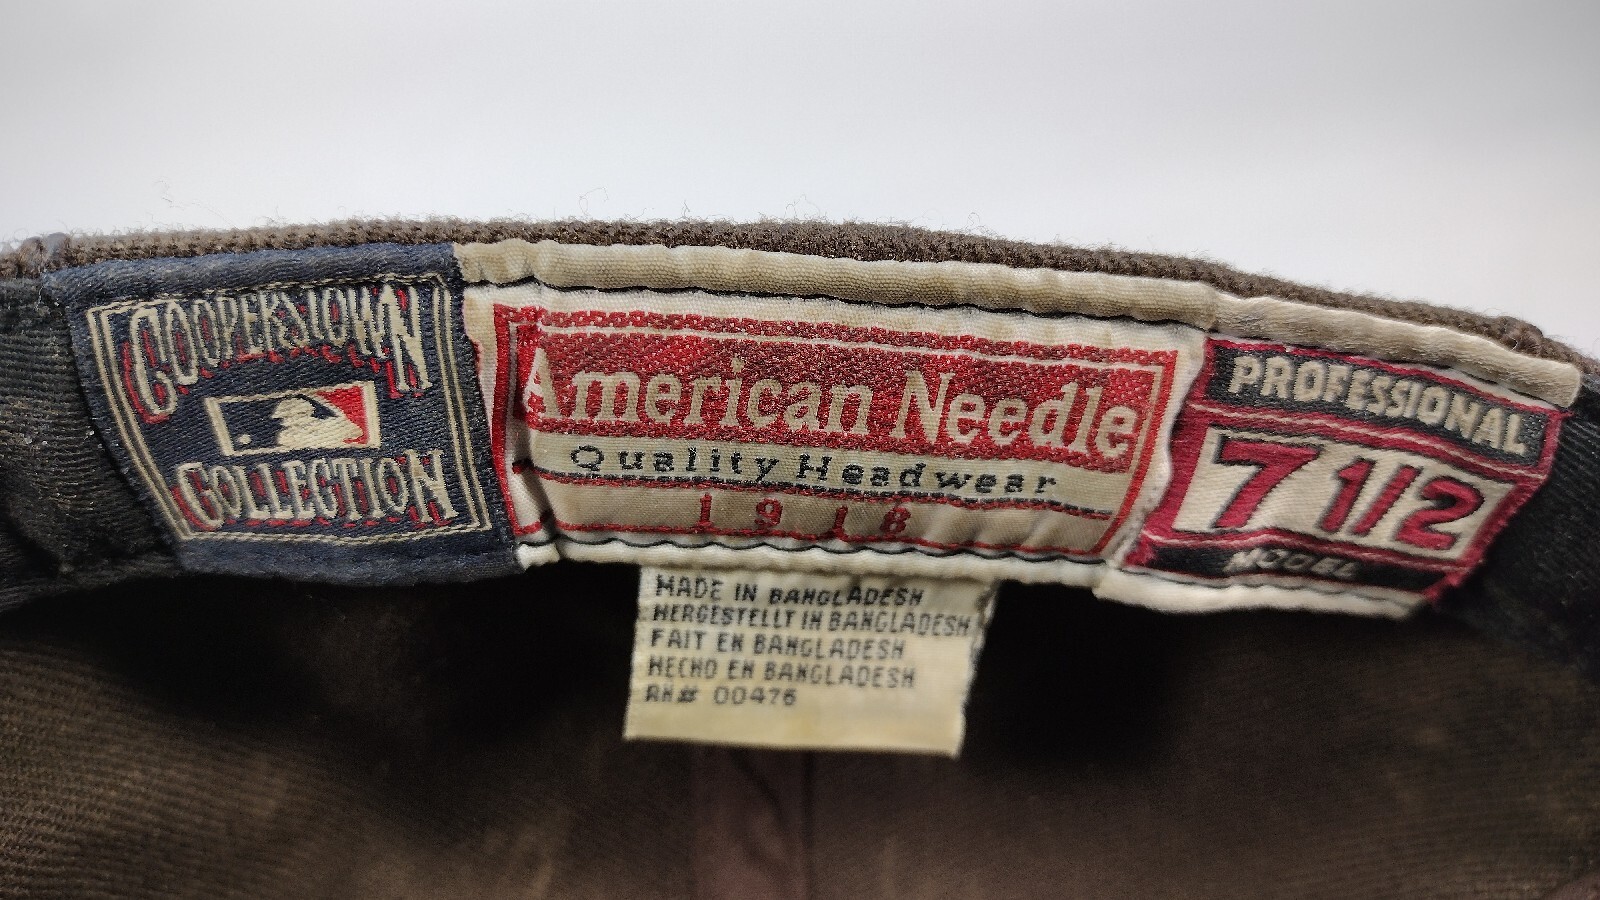 COOPERSTOWN
COLLECTION
American Needle
Quality Headwear
1918
PROFESSIONAL
7 1/2
MODEL
MADE IN BANGLADESH
HERGESTELLT IN BANGLADESH
FAIT EN BANGLADESH
HECHO EN BANGLADESH
RN# 00476